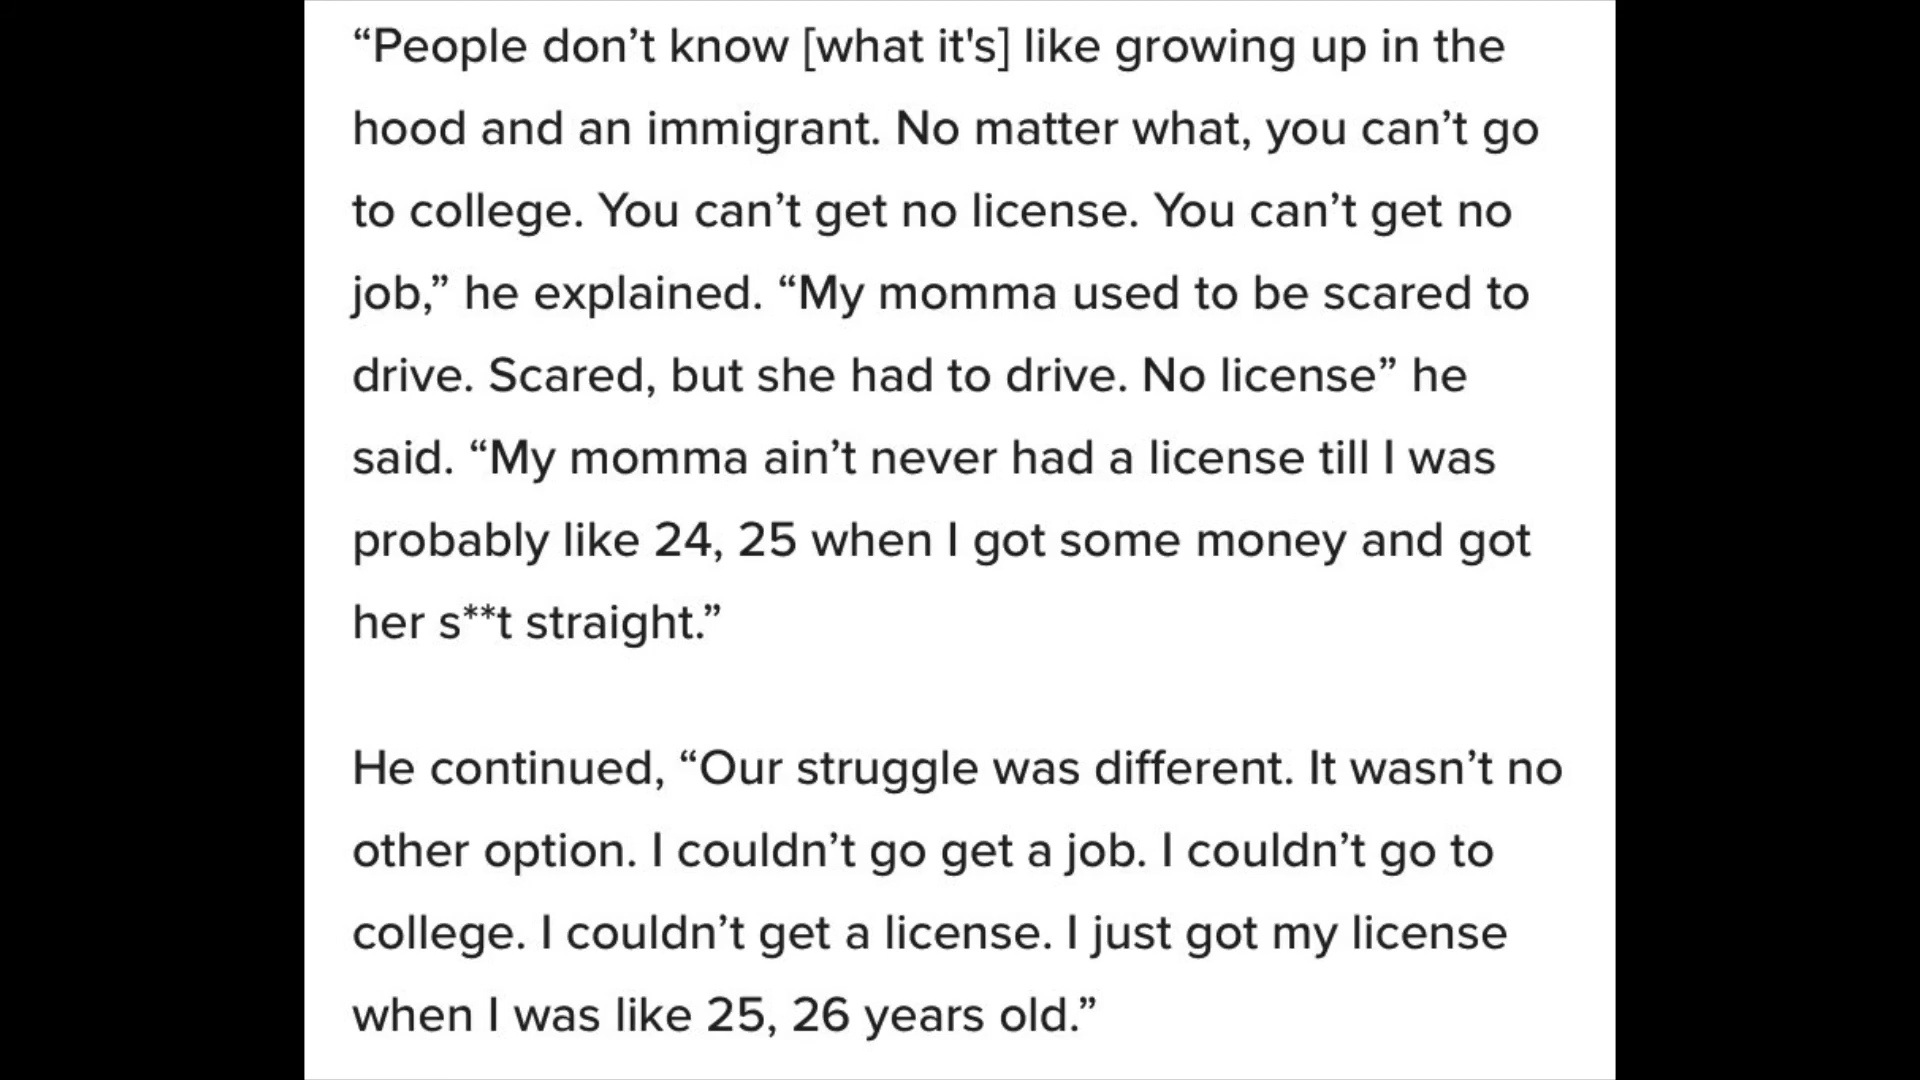 “People don’t know [what it's] like growing up in the
hood and an immigrant. No matter what, you can’t go
to college. You can’t get no license. You can’t get no
job,” he explained. “My momma used to be scared to
drive. Scared, but she had to drive. No license” he
said. “My momma ain’t never had a license till I was
probably like 24, 25 when I got some money and got
her s**t straight.”
He continued, “Our struggle was different. It wasn’t no
other option. I couldn’t go get a job. I couldn’t go to
college. I couldn’t get a license. I just got my license
when I was like 25, 26 years old.”